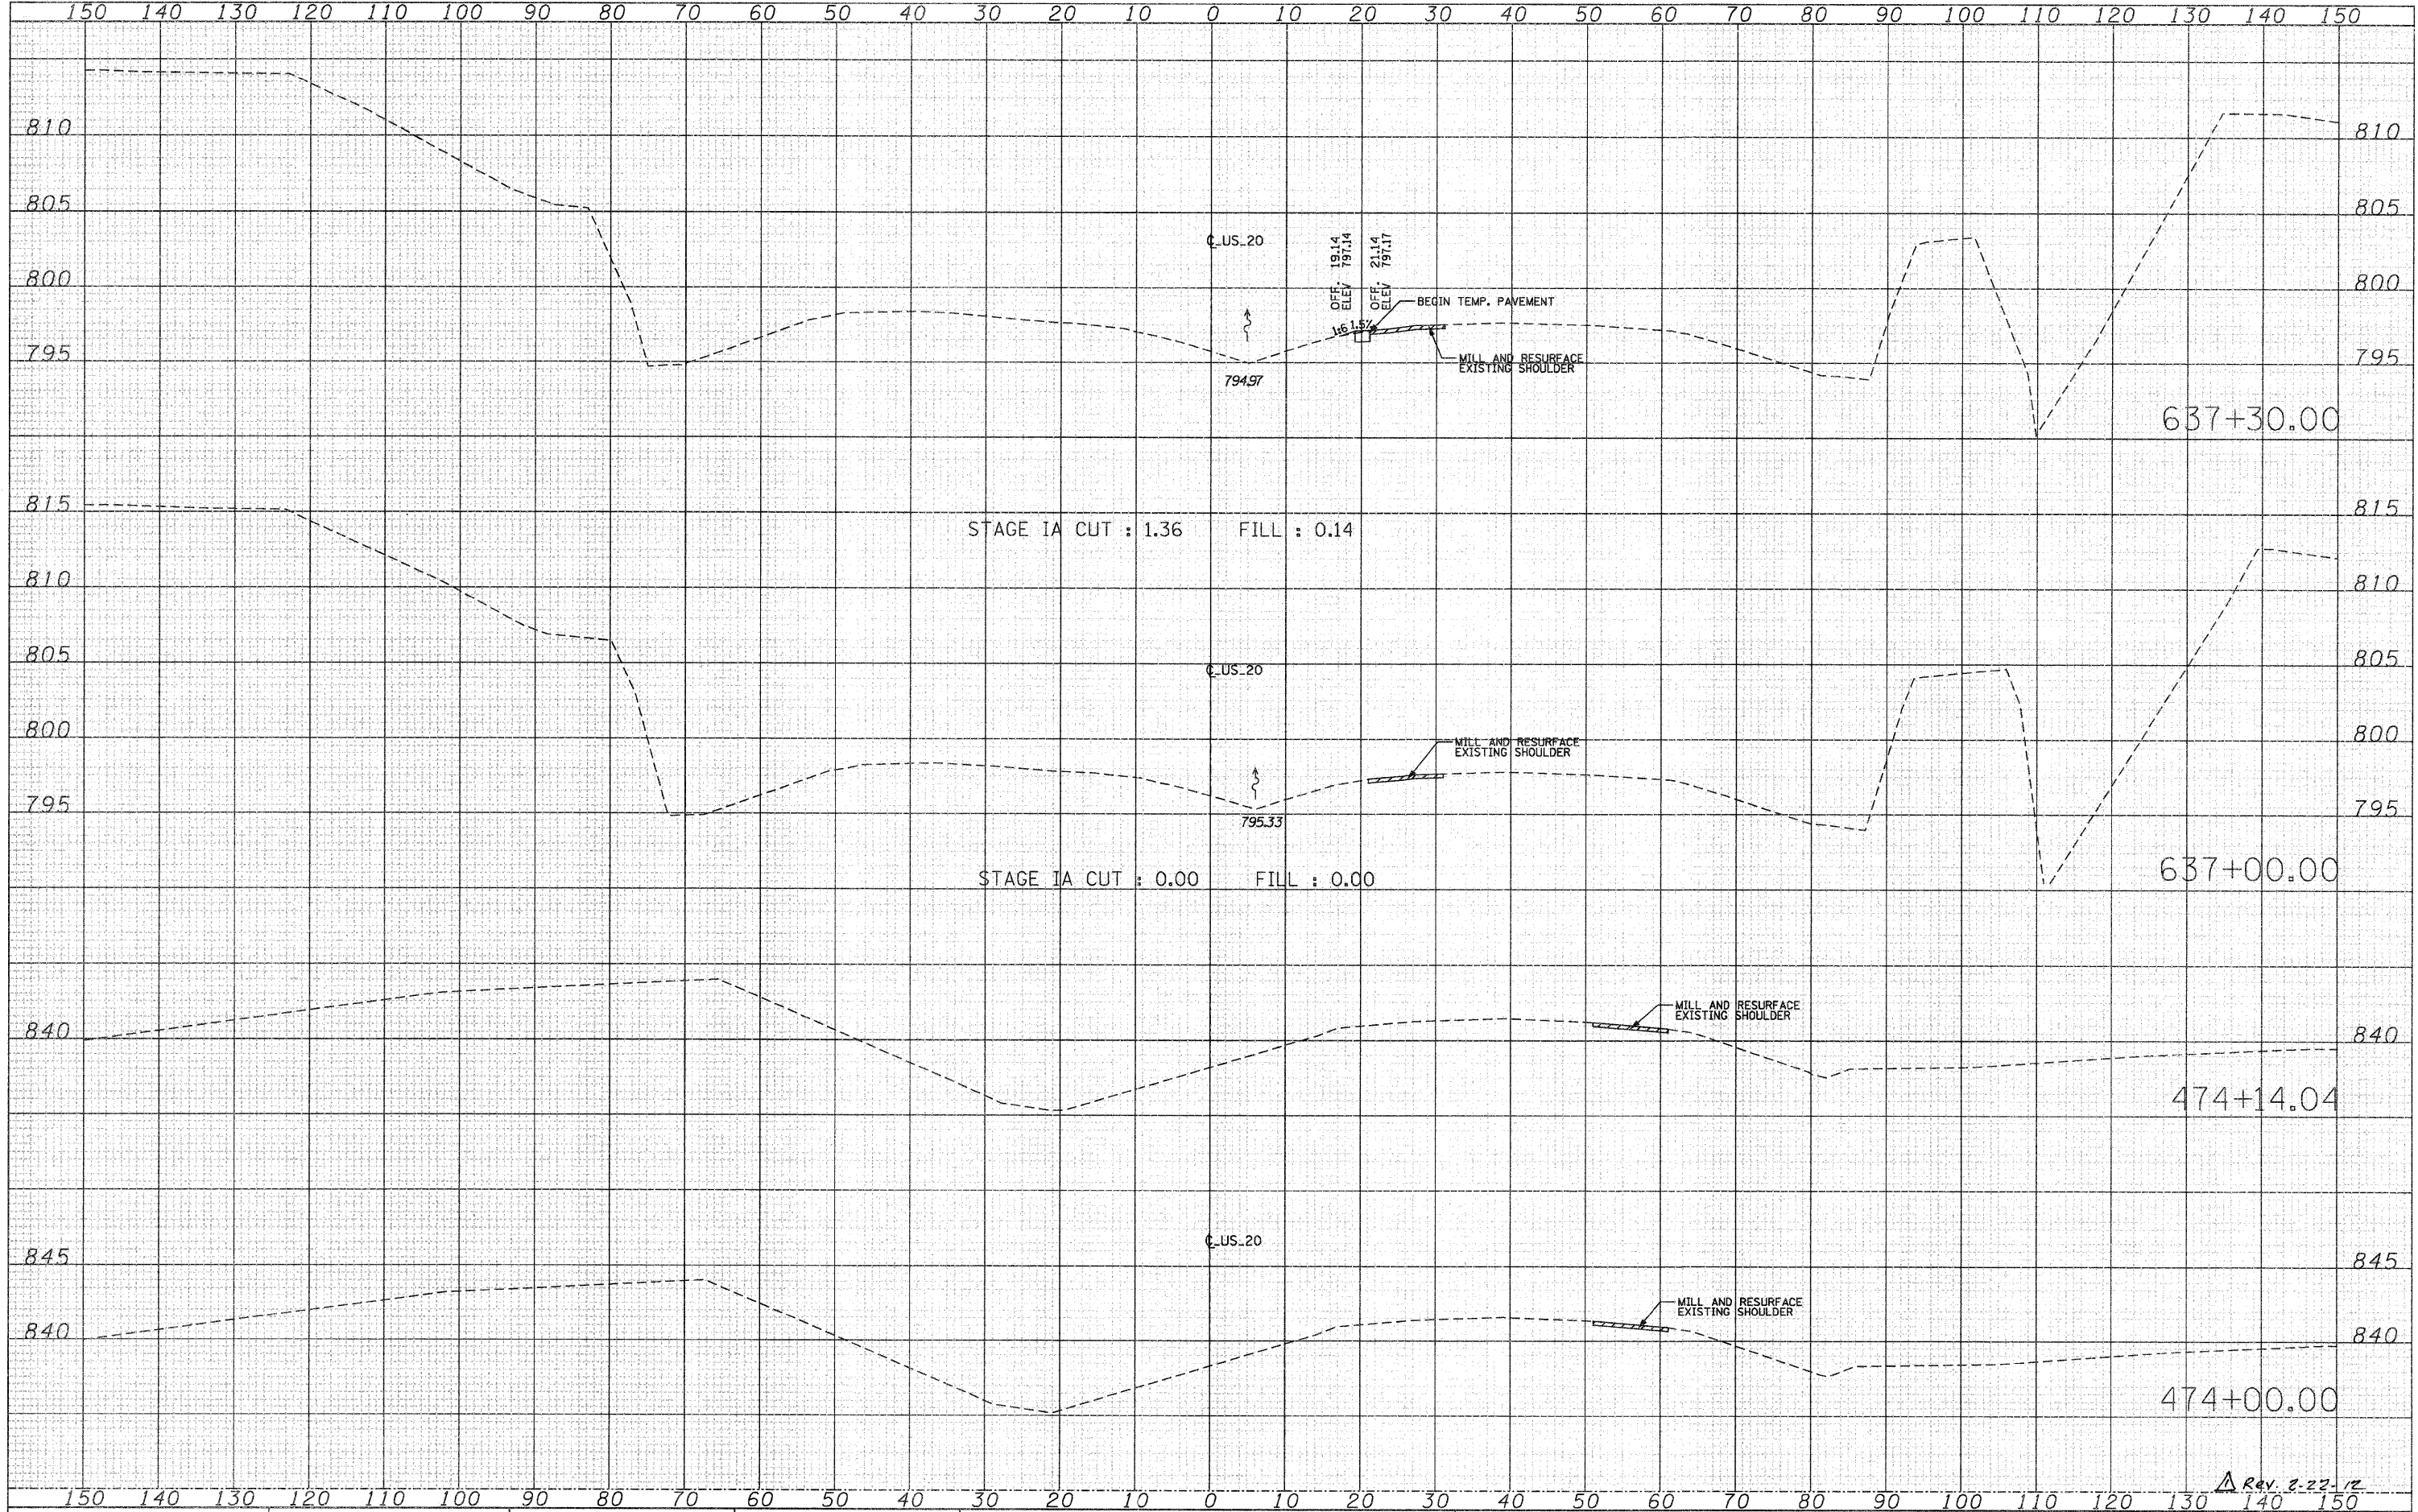 150 140 130 120 110 100 90 80 70 60 50 40 30 20 10 0 10 20 30 40 50 60 70 80 90 100 110 120 130 140 150
810 810
805 805
℄_US_20
OFF. 19.14
ELEV 797.14
OFF. 21.14
ELEV 797.17
800 800
BEGIN TEMP. PAVEMENT
1:6 1.5%
795 795
MILL AND RESURFACE
EXISTING SHOULDER
794.97
637+30.00
815 815
STAGE IA CUT : 1.36 FILL : 0.14
810 810
805 805
℄_US_20
800 800
MILL AND RESURFACE
EXISTING SHOULDER
795 795
795.33
637+00.00
STAGE IA CUT : 0.00 FILL : 0.00
MILL AND RESURFACE
EXISTING SHOULDER
840 840
474+14.04
℄_US_20
845 845
MILL AND RESURFACE
EXISTING SHOULDER
840 840
474+00.00
1 Rev. 2-22-12
150 140 130 120 110 100 90 80 70 60 50 40 30 20 10 0 10 20 30 40 50 60 70 80 90 100 110 120 130 140 150